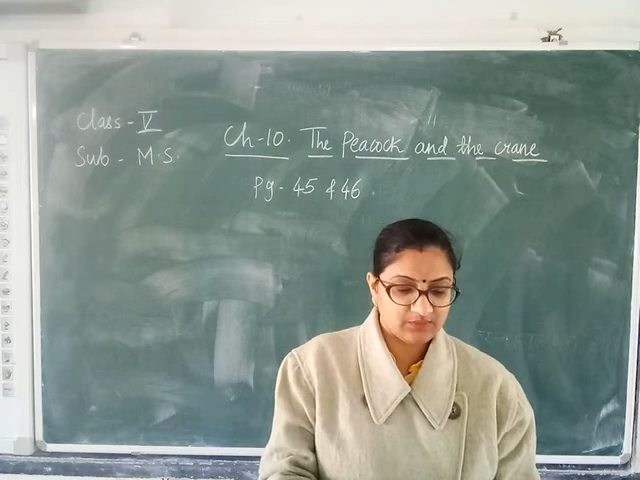 Class - V
Sub - M.S.
Ch-10. The Peacock and the crane
Pg - 45 & 46.